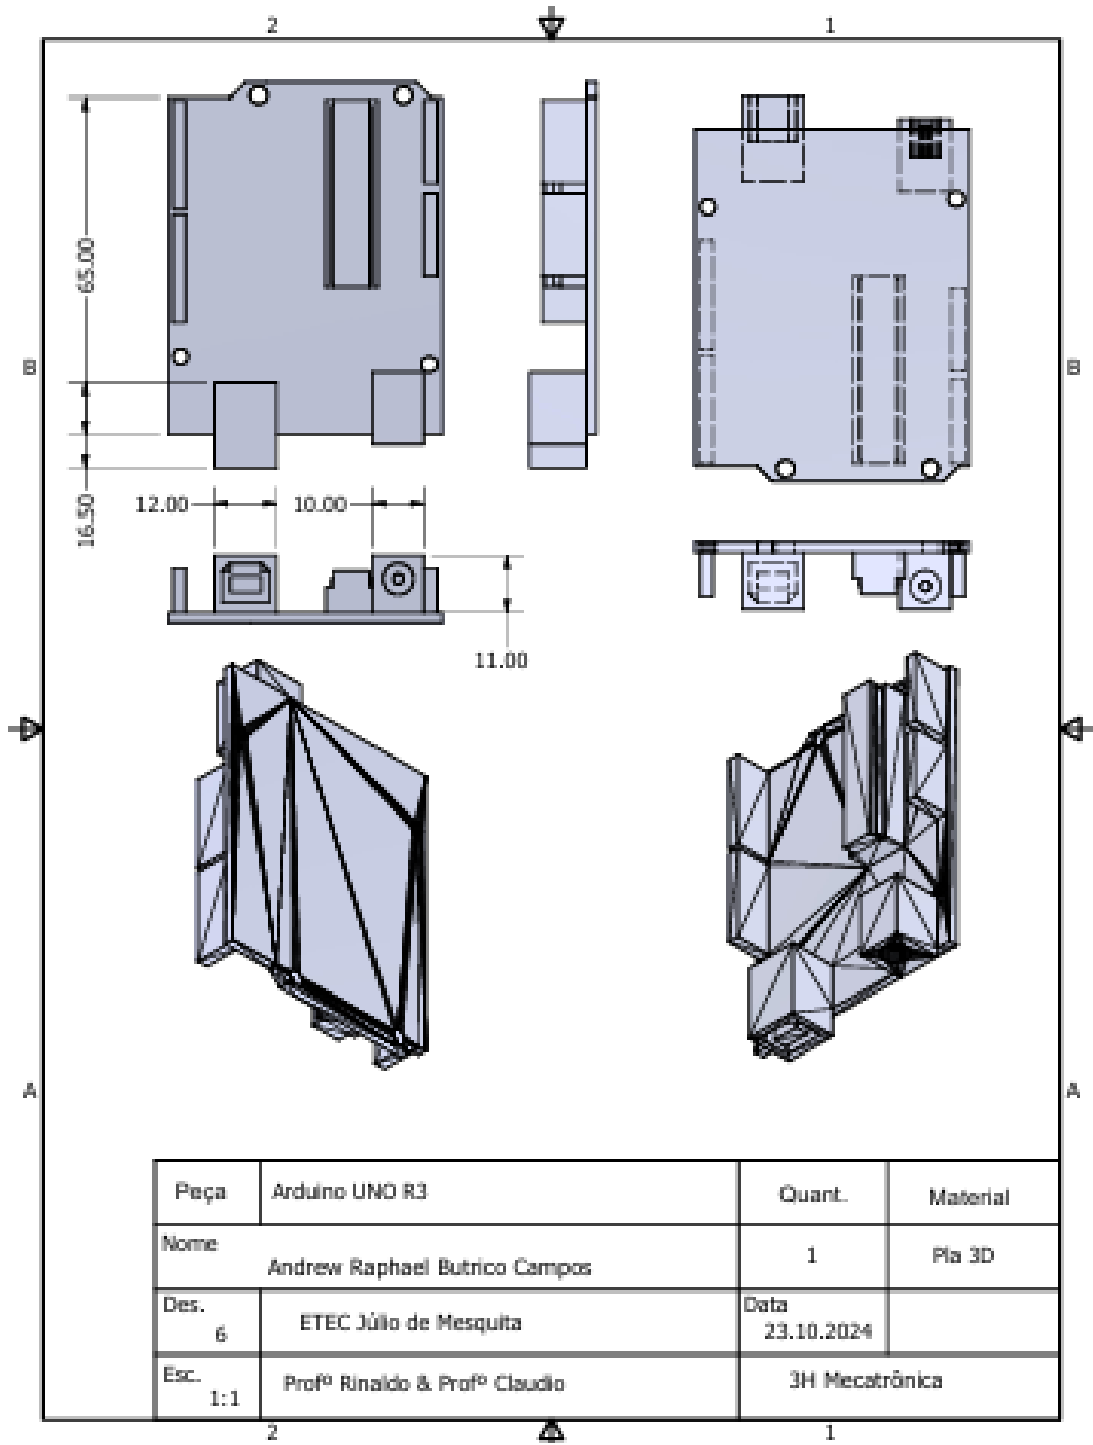 2 1
65.00
B B
16.50
12.00 10.00
11.00
A A
Peça Arduino UNO R3 Quant. Material
Nome
Andrew Raphael Butrico Campos 1 Pla 3D
Des.
6 ETEC Júlio de Mesquita Data
23.10.2024
Esc.
1:1 Profº Rinaldo & Profº Claudio 3H Mecatrônica
2 1